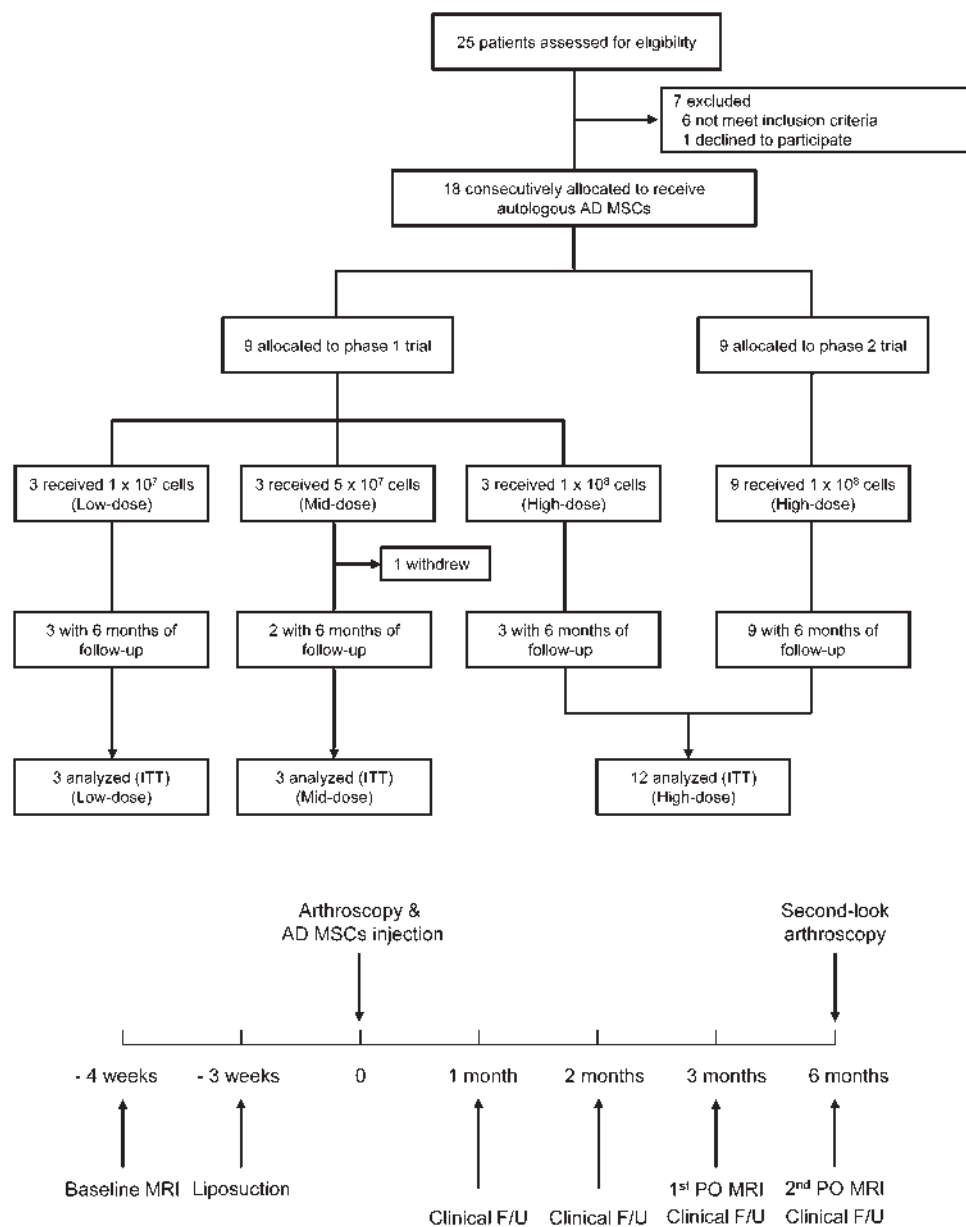 25 patients assessed for eligibility
7 excluded
6 not meet inclusion criteria
1 declined to participate
18 consecutively allocated to receive
autologous AD MSCs
9 allocated to phase 1 trial
9 allocated to phase 2 trial
3 received 1 x 10⁷ cells
(Low-dose)
3 received 5 x 10⁷ cells
(Mid-dose)
3 received 1 x 10⁸ cells
(High-dose)
9 received 1 x 10⁸ cells
(High-dose)
1 withdrew
3 with 6 months of
follow-up
2 with 6 months of
follow-up
3 with 6 months of
follow-up
9 with 6 months of
follow-up
3 analyzed (ITT)
(Low-dose)
3 analyzed (ITT)
(Mid-dose)
12 analyzed (ITT)
(High-dose)
Arthroscopy &
AD MSCs injection
Second-look
arthroscopy
- 4 weeks
- 3 weeks
0
1 month
2 months
3 months
6 months
Baseline MRI
Liposuction
Clinical F/U
Clinical F/U
1ˢᵗ PO MRI
Clinical F/U
2ⁿᵈ PO MRI
Clinical F/U